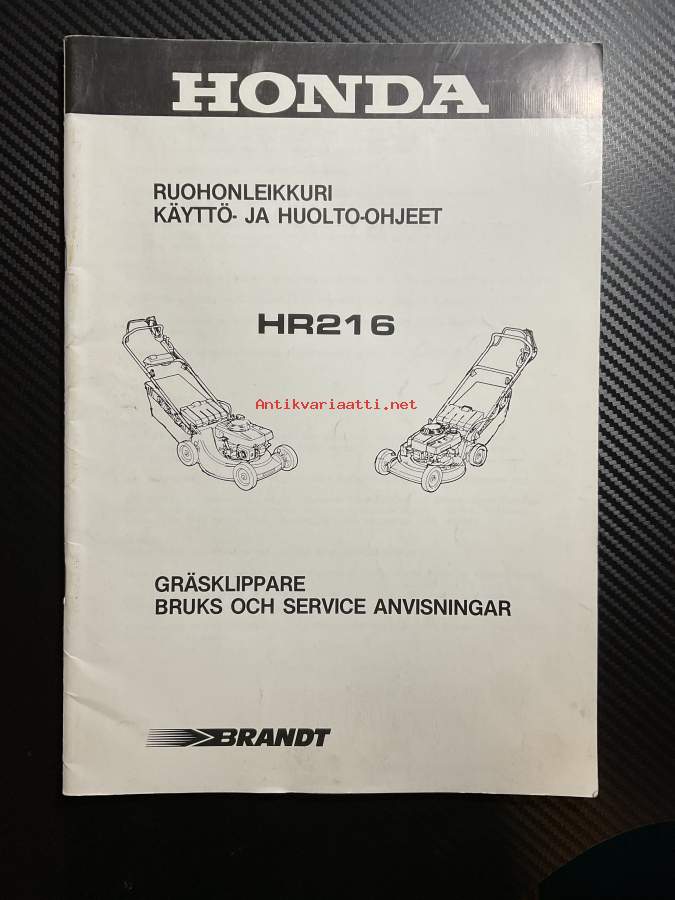 HONDA
RUOHONLEIKKURI
KÄYTTÖ- JA HUOLTO-OHJEET
HR216
Antikvariaatti.net
GRÄSKLIPPARE
BRUKS OCH SERVICE ANVISNINGAR
BRANDT